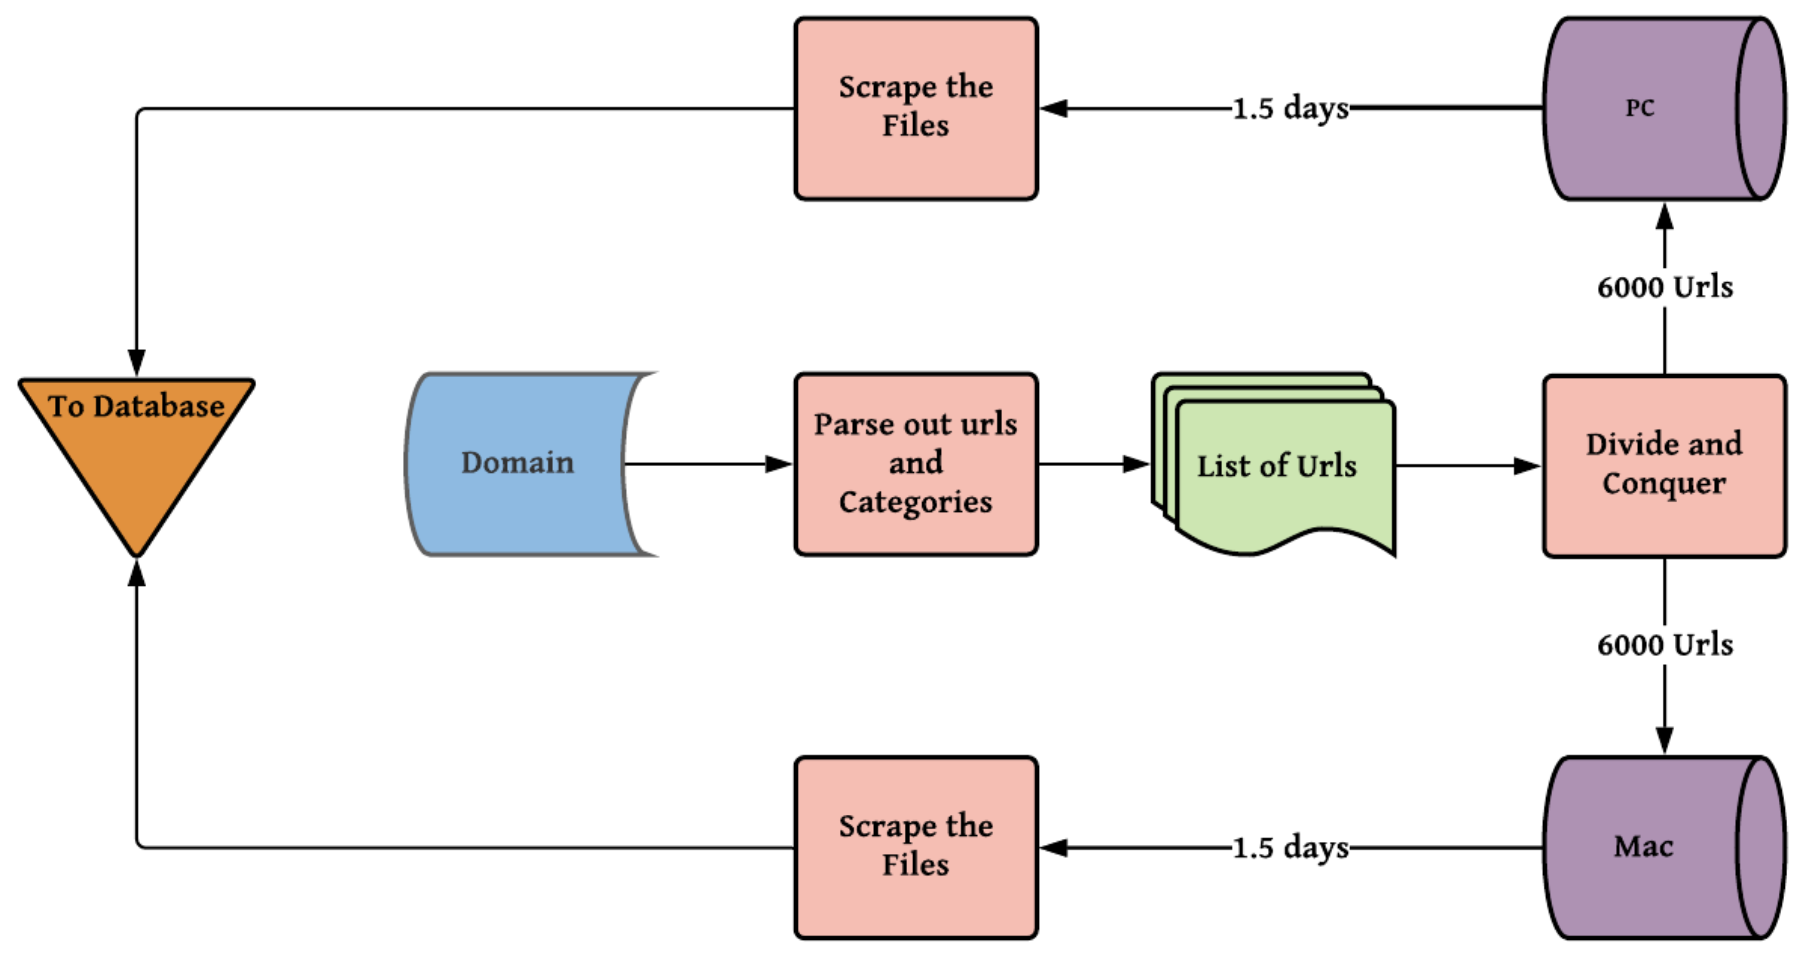 Scrape the
Files
1.5 days
PC
6000 Urls
To Database
Domain
Parse out urls
and
Categories
List of Urls
Divide and
Conquer
6000 Urls
Scrape the
Files
1.5 days
Mac